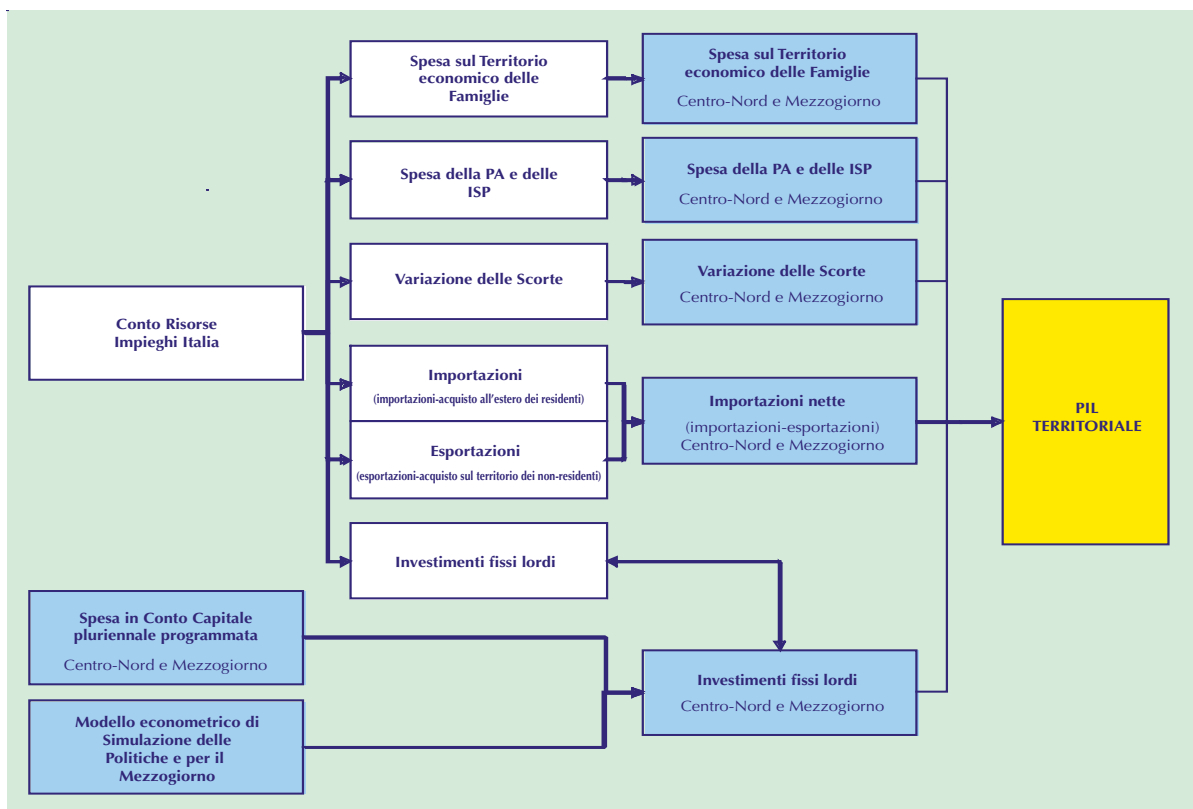 Spesa sul Territorio
economico delle
Famiglie
Spesa sul Territorio
economico delle Famiglie
Centro-Nord e Mezzogiorno
Spesa della PA e delle
ISP
Spesa della PA e delle ISP
Centro-Nord e Mezzogiorno
Variazione delle Scorte
Variazione delle Scorte
Centro-Nord e Mezzogiorno
Conto Risorse
Impieghi Italia
Importazioni
(importazioni-acquisto all'estero dei residenti)
Esportazioni
(esportazioni-acquisto sul territorio dei non-residenti)
Importazioni nette
(importazioni-esportazioni)
Centro-Nord e Mezzogiorno
PIL
TERRITORIALE
Investimenti fissi lordi
Spesa in Conto Capitale
pluriennale programmata
Centro-Nord e Mezzogiorno
Investimenti fissi lordi
Centro-Nord e Mezzogiorno
Modello econometrico di
Simulazione delle
Politiche e per il
Mezzogiorno